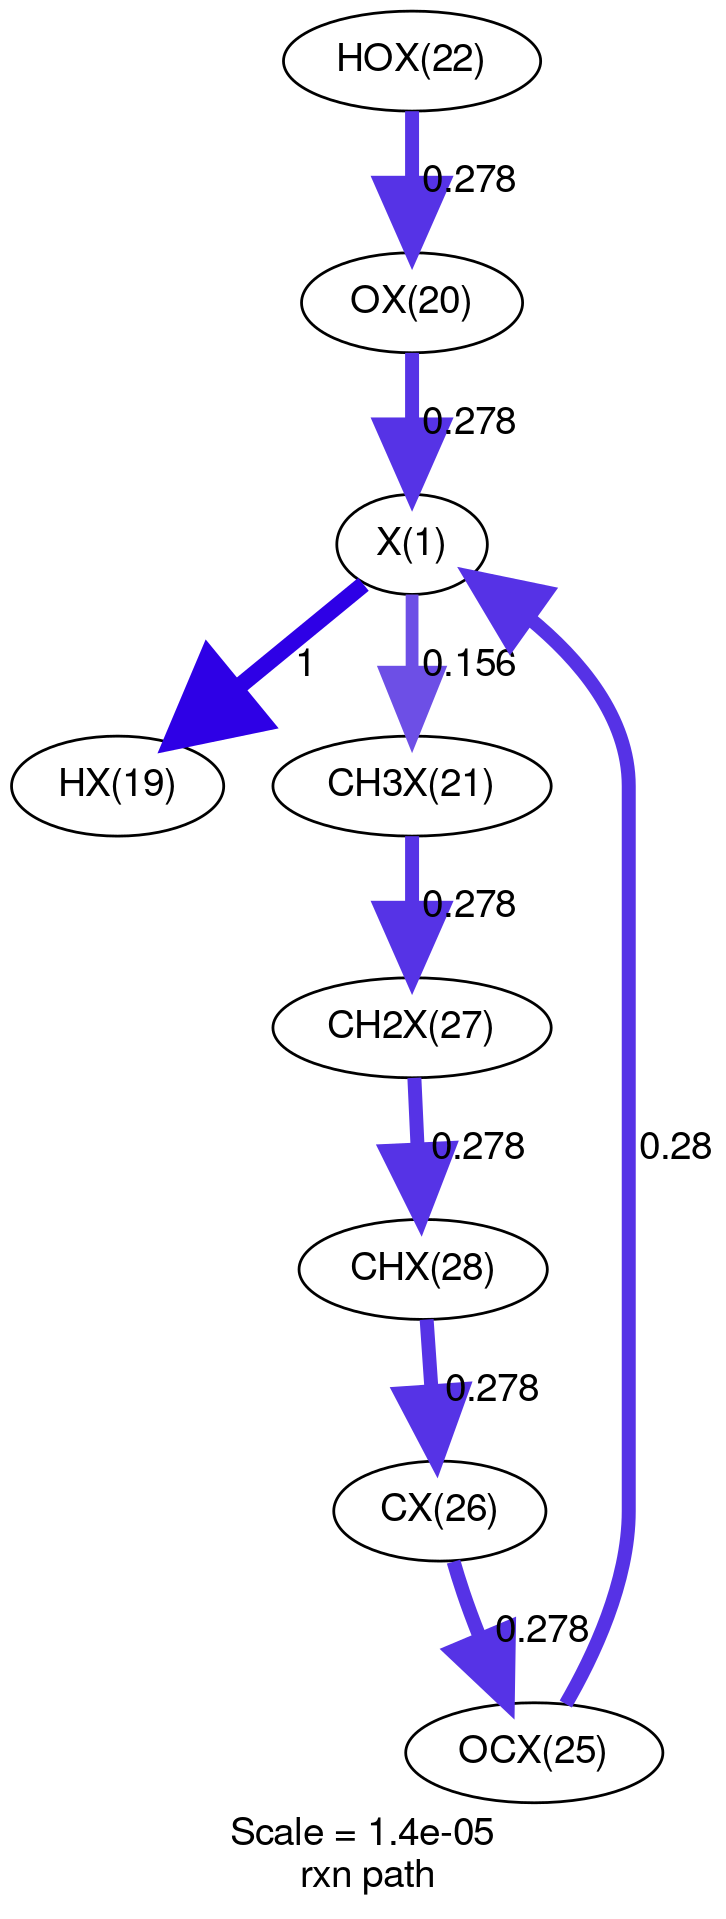 HOX(22)
0.278
OX(20)
0.278
X(1)
1
0.156
HX(19)
CH3X(21)
0.278
CH2X(27)
0.278
0.28
CHX(28)
0.278
CX(26)
0.278
OCX(25)
Scale = 1.4e-05
rxn path